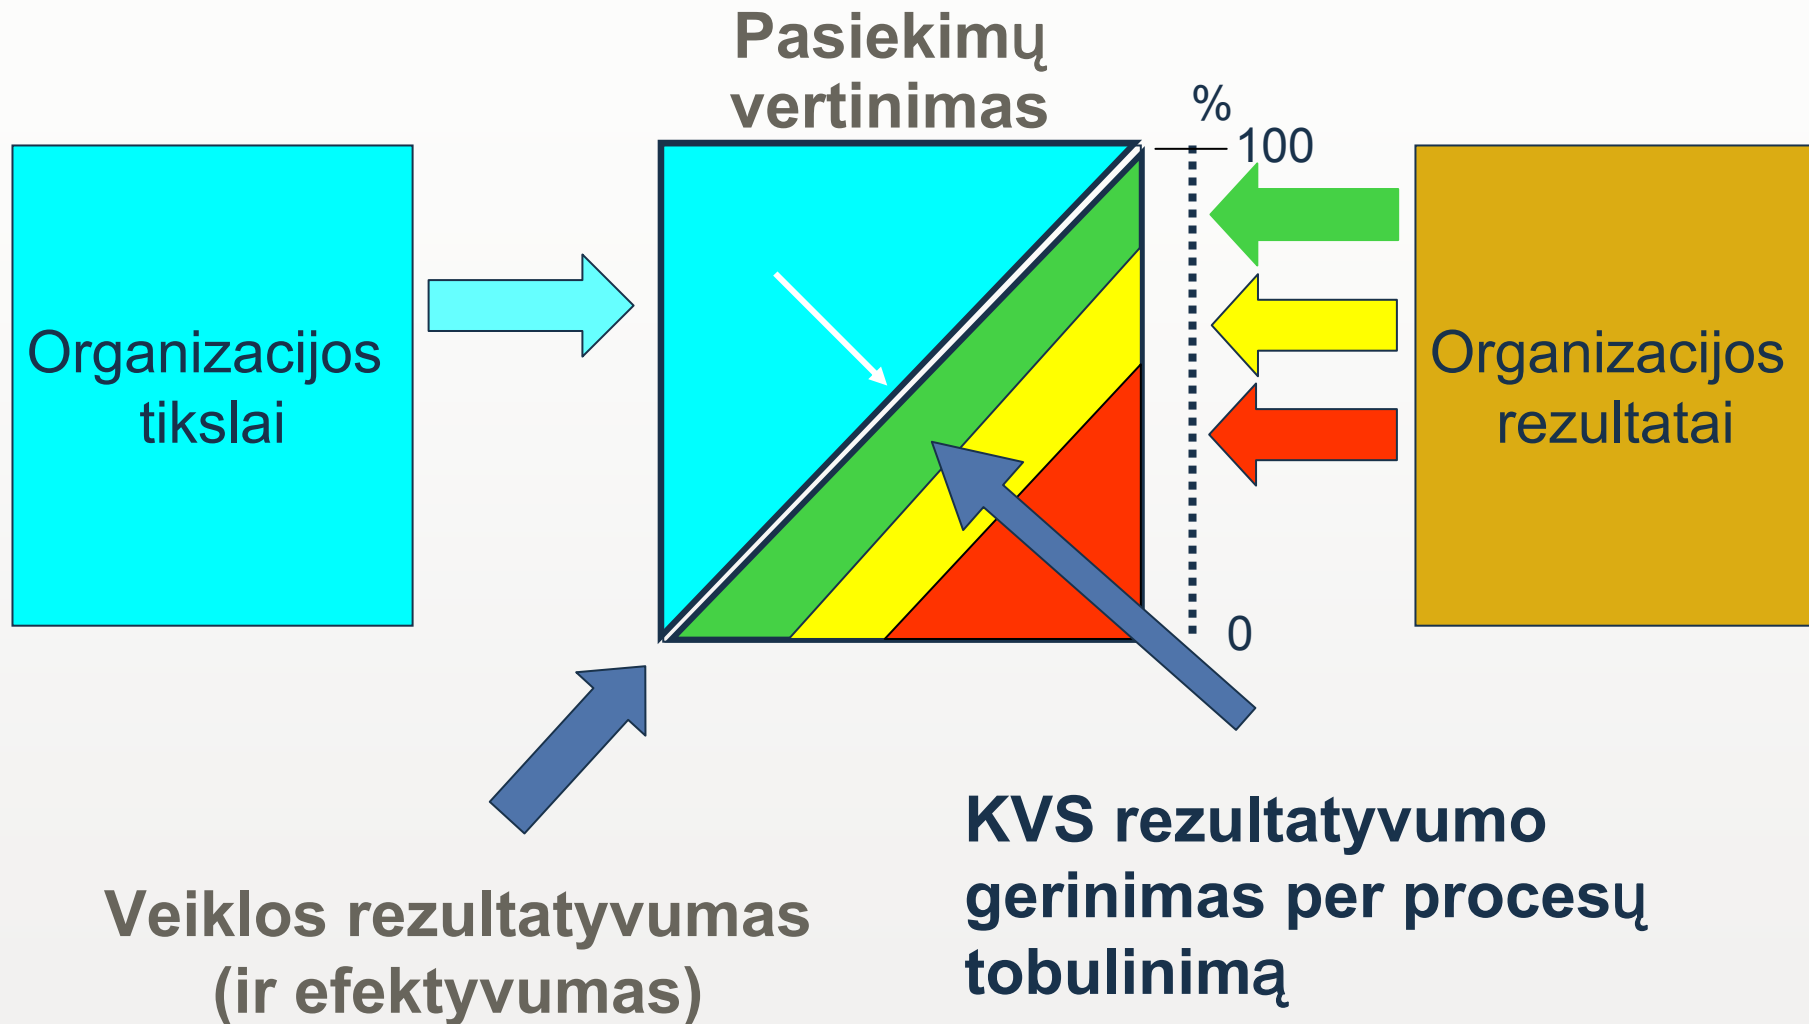 Pasiekimų
vertinimas
%
100
Organizacijos
tikslai
Organizacijos
rezultatai
0
KVS rezultatyvumo
gerinimas per procesų
tobulinimą
Veiklos rezultatyvumas
(ir efektyvumas)